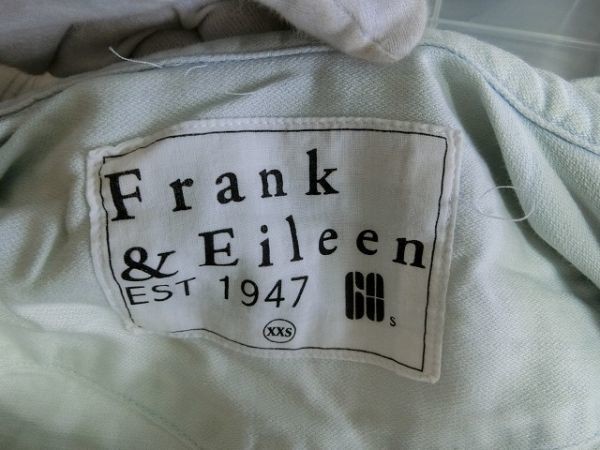 Frank
& Eileen
EST 1947 60s
XXS